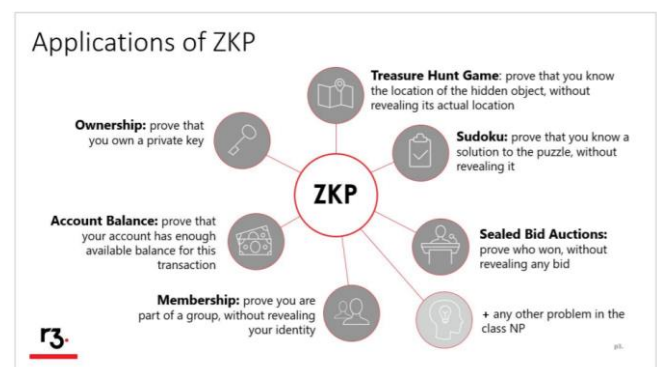 Applications of ZKP
Treasure Hunt Game: prove that you know
the location of the hidden object, without
revealing its actual location
Ownership: prove that
you own a private key
Sudoku: prove that you know a
solution to the puzzle, without
revealing it
ZKP
Account Balance: prove that
your account has enough
available balance for this
transaction
Sealed Bid Auctions:
prove who won, without
revealing any bid
Membership: prove you are
part of a group, without revealing
your identity
+ any other problem in the
class NP
r3.